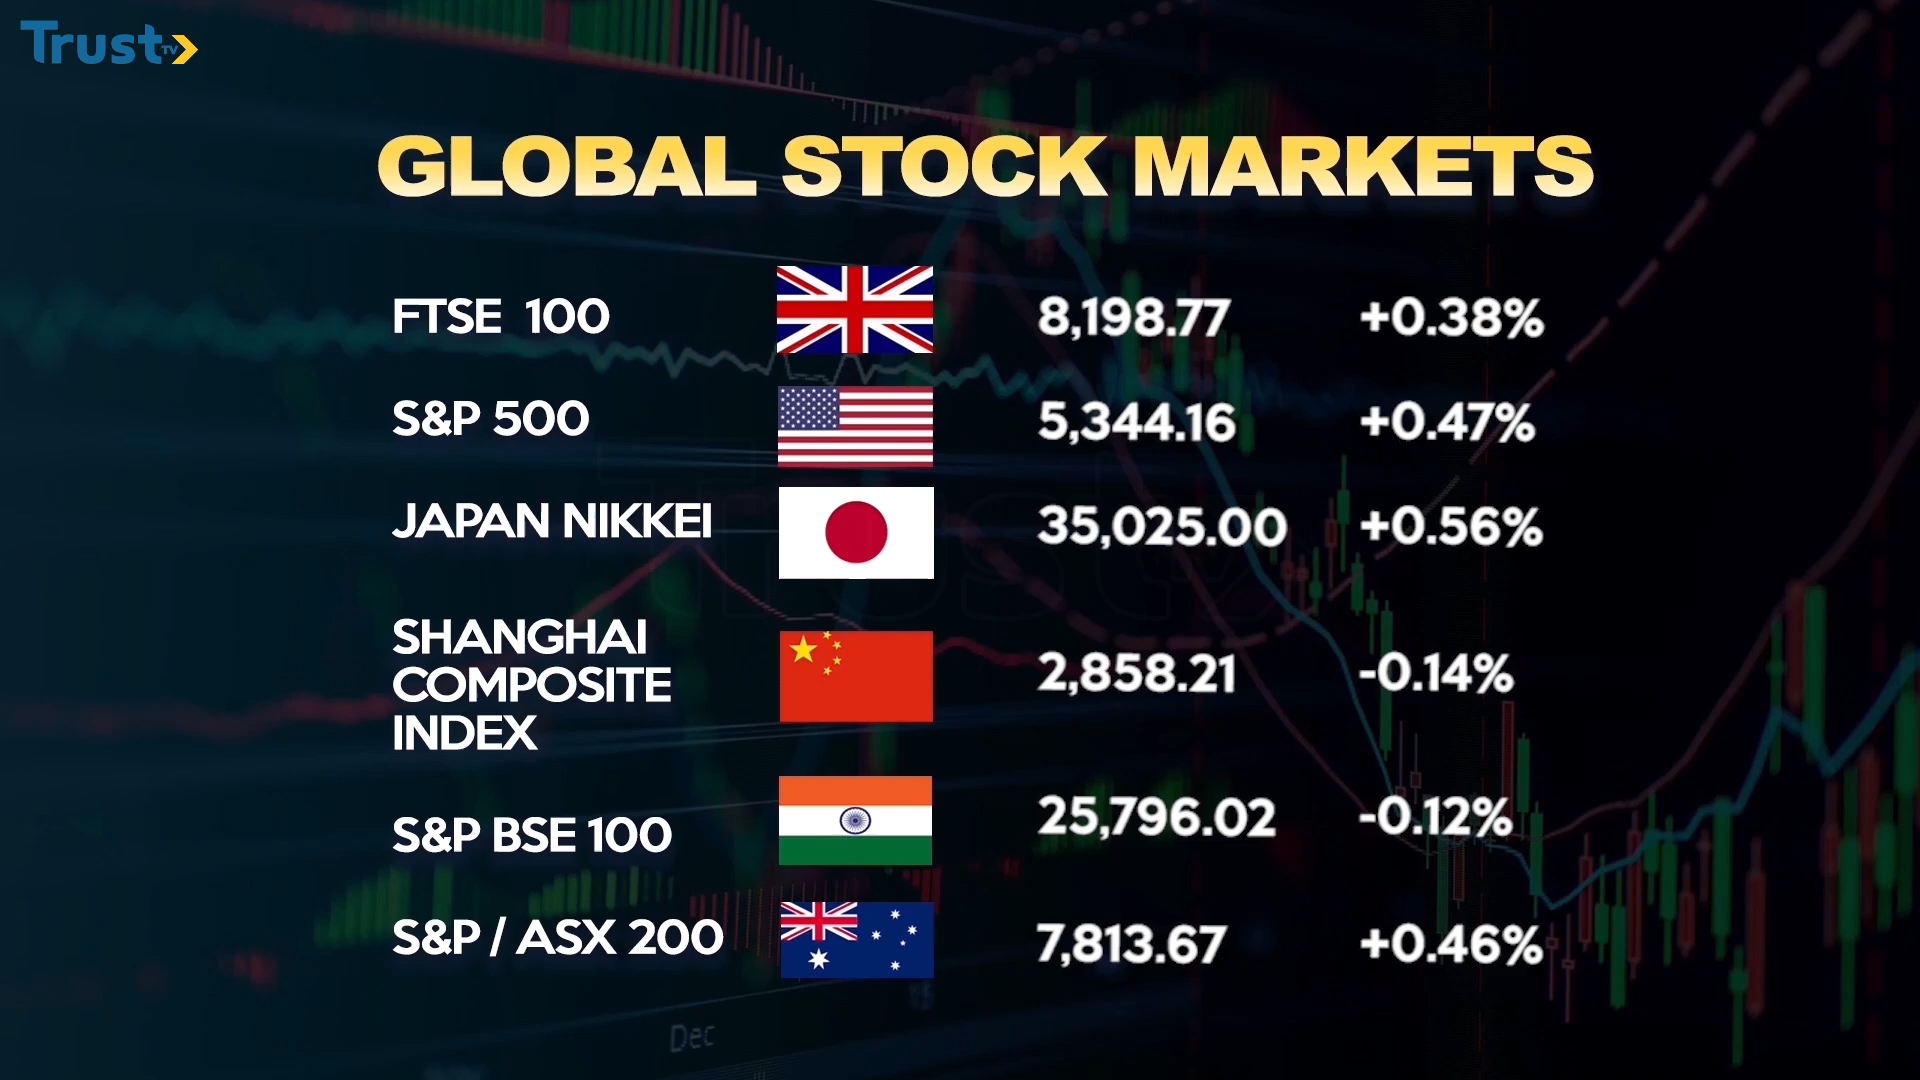 Trust TV
GLOBAL STOCK MARKETS
FTSE 100 8,198.77 +0.38%
S&P 500 5,344.16 +0.47%
JAPAN NIKKEI 35,025.00 +0.56%
SHANGHAI
COMPOSITE 2,858.21 -0.14%
INDEX
S&P BSE 100 25,796.02 -0.12%
S&P / ASX 200 7,813.67 +0.46%
Dec